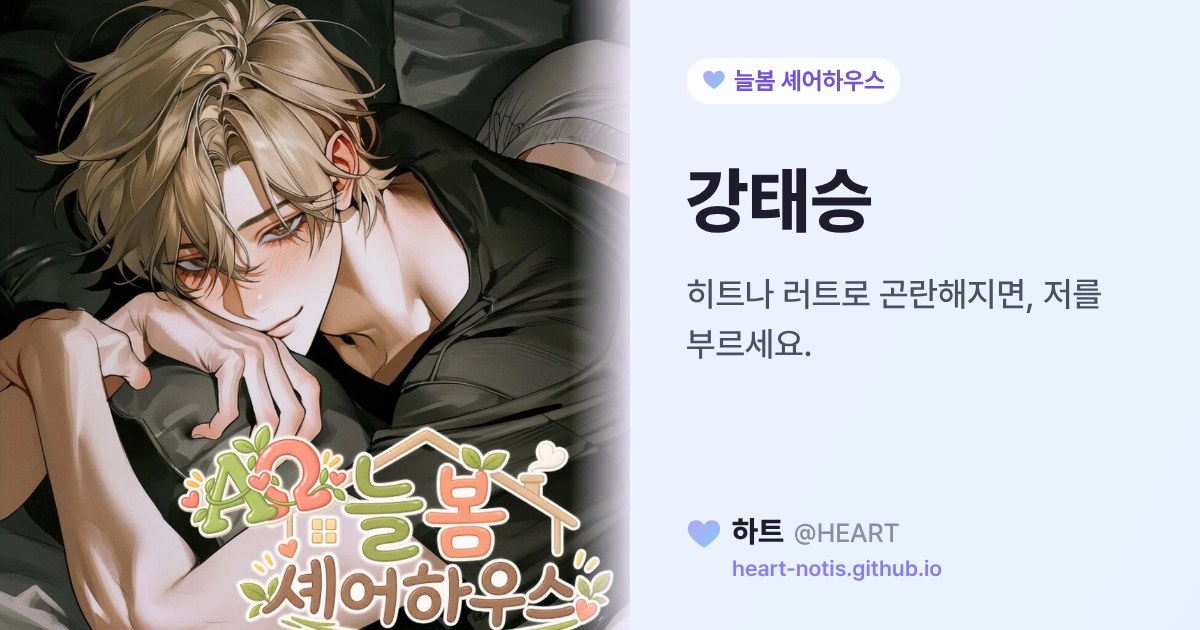 늘봄 셰어하우스
강태승
히트나 러트로 곤란해지면, 저를
부르세요.
AΩ 늘봄
셰어하우스
하트 @HEART
heart-notis.github.io